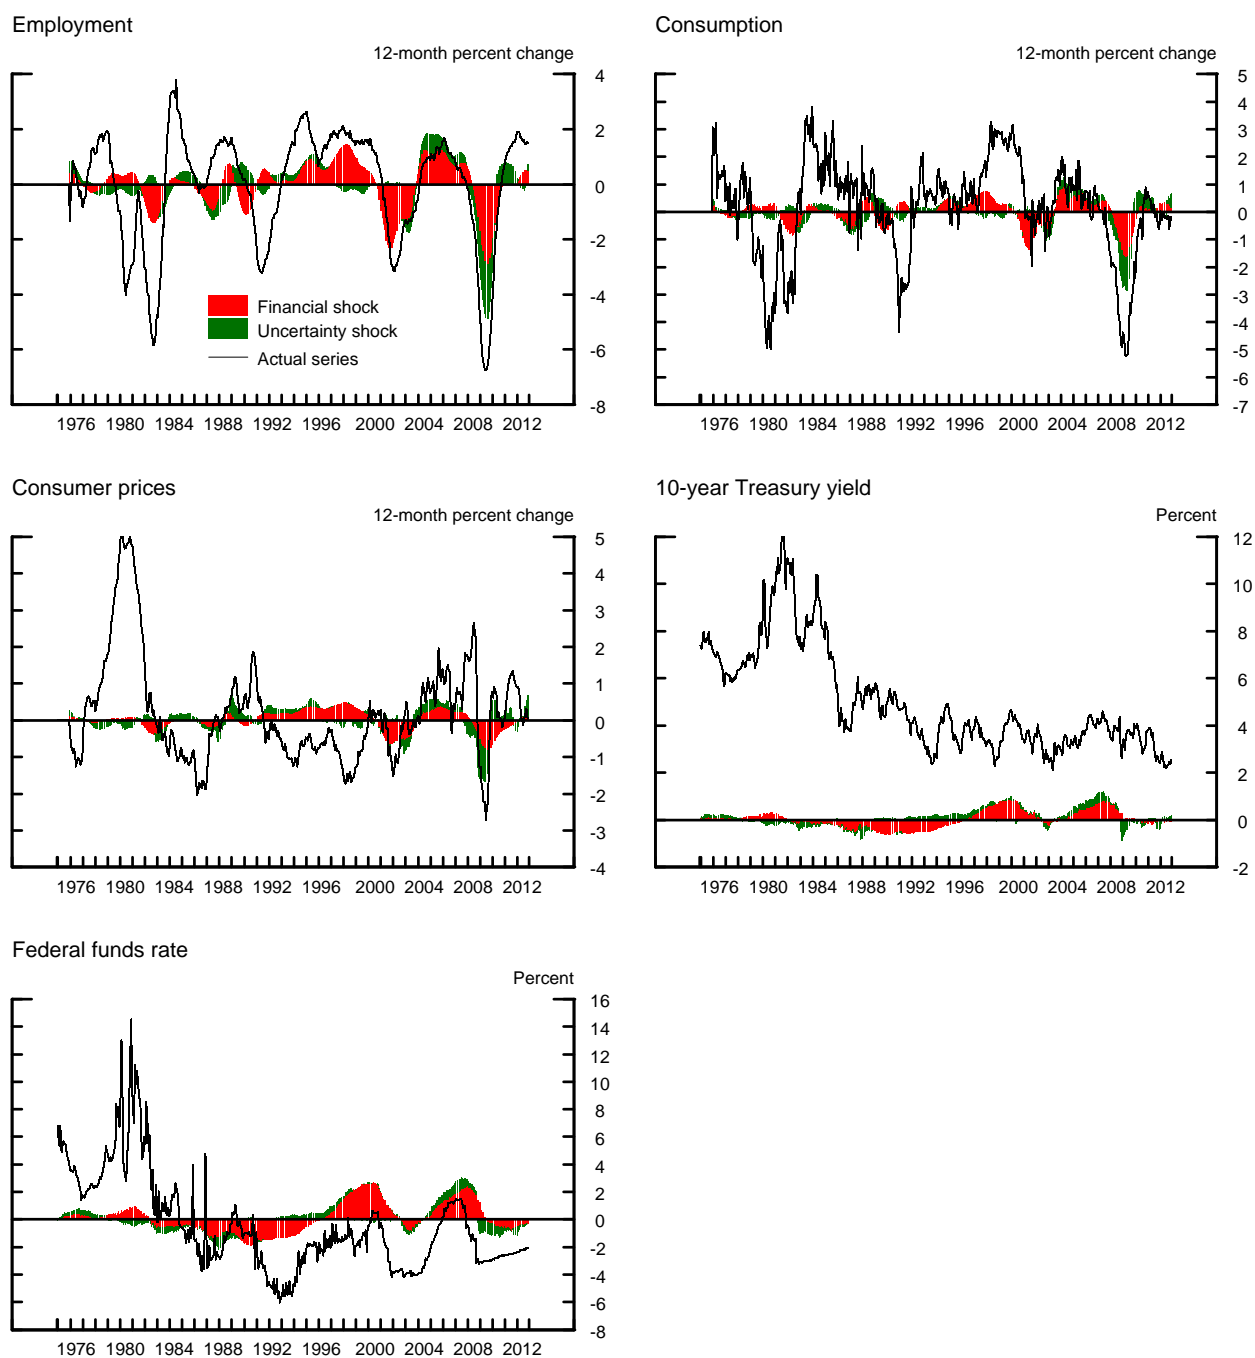 Employment
12-month percent change
4
2
0
-2
-4
-6
-8
Financial shock
Uncertainty shock
Actual series
1976 1980 1984 1988 1992 1996 2000 2004 2008 2012
Consumption
12-month percent change
5
4
3
2
1
0
-1
-2
-3
-4
-5
-6
-7
1976 1980 1984 1988 1992 1996 2000 2004 2008 2012
Consumer prices
12-month percent change
5
4
3
2
1
0
-1
-2
-3
-4
1976 1980 1984 1988 1992 1996 2000 2004 2008 2012
10-year Treasury yield
Percent
12
10
8
6
4
2
0
-2
1976 1980 1984 1988 1992 1996 2000 2004 2008 2012
Federal funds rate
Percent
16
14
12
10
8
6
4
2
0
-2
-4
-6
-8
1976 1980 1984 1988 1992 1996 2000 2004 2008 2012